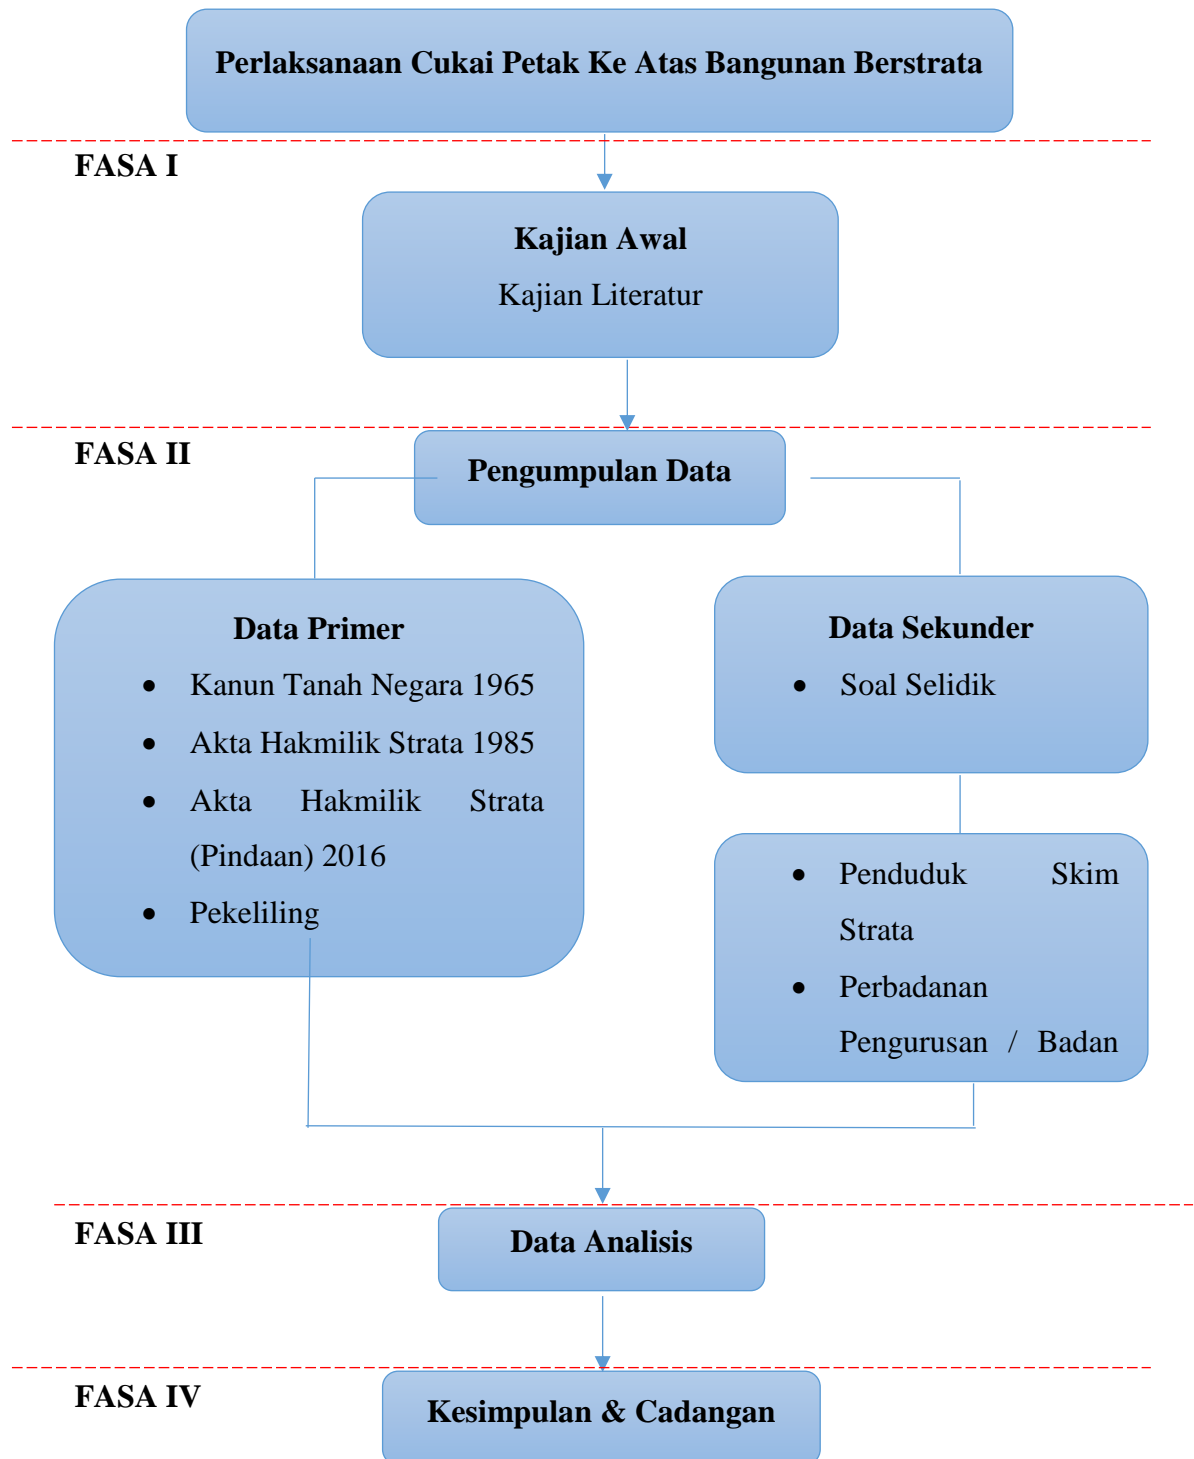 Perlaksanaan Cukai Petak Ke Atas Bangunan Berstrata
FASA I
Kajian Awal
Kajian Literatur
FASA II
Pengumpulan Data
Data Primer
• Kanun Tanah Negara 1965
• Akta Hakmilik Strata 1985
• Akta Hakmilik Strata
(Pindaan) 2016
• Pekeliling
Data Sekunder
• Soal Selidik
• Penduduk Skim
Strata
• Perbadanan
Pengurusan / Badan
FASA III
Data Analisis
FASA IV
Kesimpulan & Cadangan